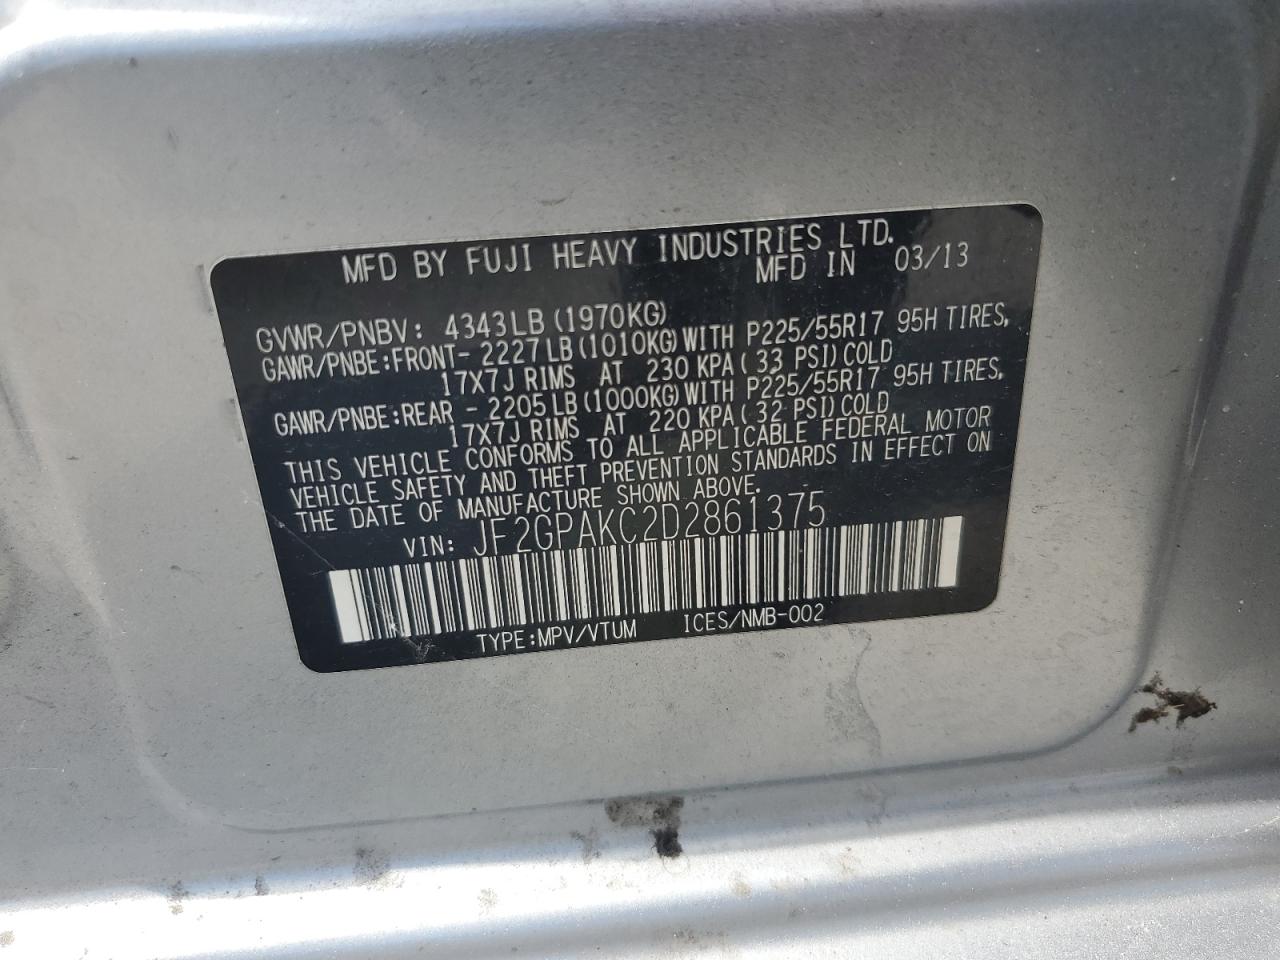 MFD BY FUJI HEAVY INDUSTRIES LTD.
MFD IN 03/13
GVWR/PNBV: 4343LB (1970KG)
GAWR/PNBE:FRONT- 2227LB(1010KG)WITH P225/55R17 95H TIRES,
17X7J RIMS AT 230 KPA( 33 PSI)COLD
GAWR/PNBE:REAR - 2205LB(1000KG)WITH P225/55R17 95H TIRES,
17X7J RIMS AT 220 KPA( 32 PSI)COLD
THIS VEHICLE CONFORMS TO ALL APPLICABLE FEDERAL MOTOR
VEHICLE SAFETY AND THEFT PREVENTION STANDARDS IN EFFECT ON
THE DATE OF MANUFACTURE SHOWN ABOVE.
VIN: JF2GPAKC2D2861375
TYPE:MPV/VTUM ICES/NMB-002